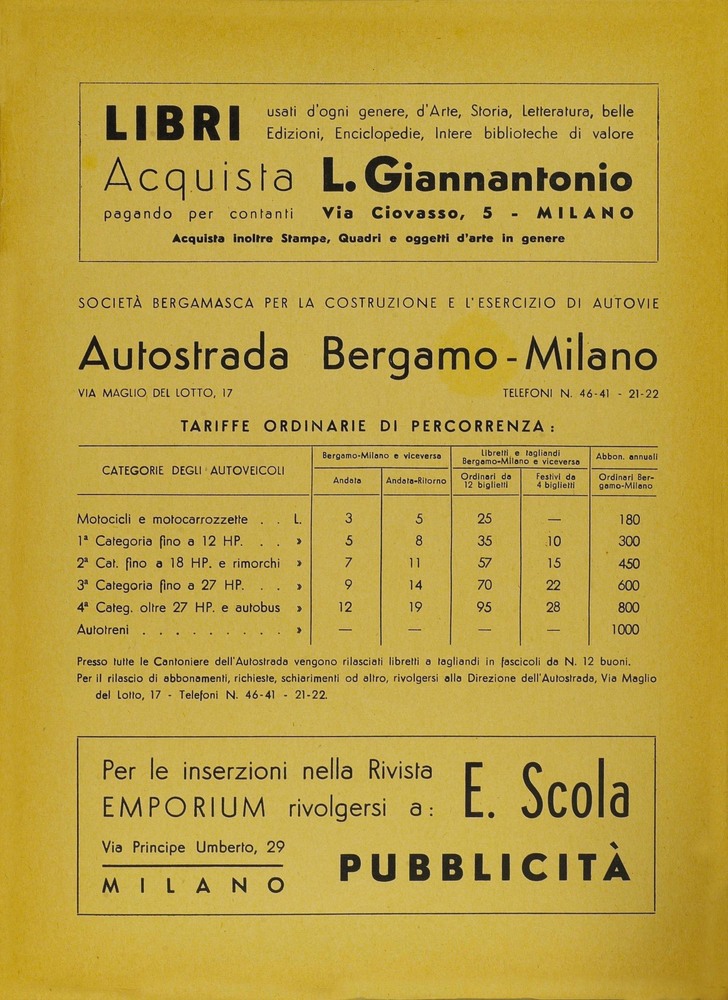 LIBRI usati d'ogni genere, d'Arte, Storia, Letteratura, belle
Edizioni, Enciclopedie, Intere biblioteche di valore
Acquista L. Giannantonio
pagando per contanti Via Ciovasso, 5 - MILANO
Acquista inoltre Stampe, Quadri e oggetti d'arte in genere
SOCIETÀ BERGAMASCA PER LA COSTRUZIONE E L'ESERCIZIO DI AUTOVIE
Autostrada Bergamo - Milano
VIA MAGLIO DEL LOTTO, 17 TELEFONI N. 46-41 - 21-22
TARIFFE ORDINARIE DI PERCORRENZA:
CATEGORIE DEGLI AUTOVEICOLI
Bergamo-Milano e viceversa
Andata Andata-Ritorno
Libretti e tagliandi
Bergamo-Milano e viceversa
Ordinari da
12 biglietti
Festivi da
4 biglietti
Abbon. annuali
Ordinari Ber-
gamo-Milano
Motocicli e motocarrozzette . . L. 3 5 25 — 180
1ª Categoria fino a 12 HP. . . » 5 8 35 10 300
2ª Cat. fino a 18 HP. e rimorchi » 7 11 57 15 450
3ª Categoria fino a 27 HP. . . » 9 14 70 22 600
4ª Categ. oltre 27 HP. e autobus » 12 19 95 28 800
Autotreni . . . . . . . . . » — — — — 1000
Presso tutte le Cantoniere dell'Autostrada vengono rilasciati libretti a tagliandi in fascicoli da N. 12 buoni.
Per il rilascio di abbonamenti, richieste, schiarimenti od altro, rivolgersi alla Direzione dell'Autostrada, Via Maglio
del Lotto, 17 - Telefoni N. 46-41 - 21-22.
Per le inserzioni nella Rivista
EMPORIUM rivolgersi a: E. Scola
Via Principe Umberto, 29
MILANO
PUBBLICITÀ